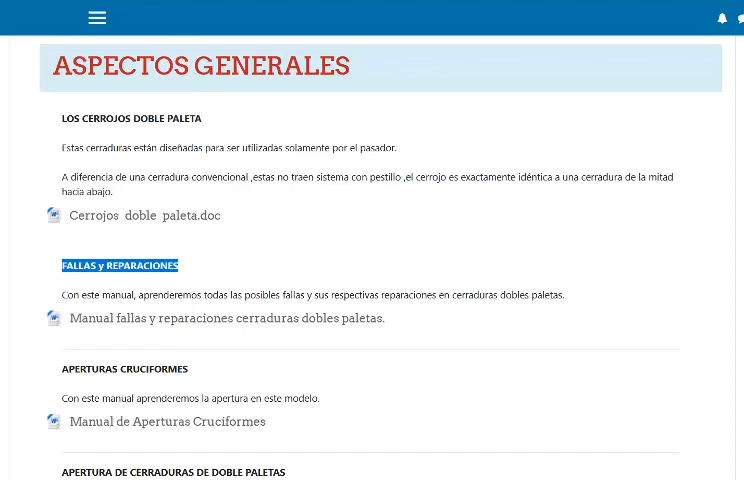 ASPECTOS GENERALES
LOS CERROJOS DOBLE PALETA
Estas cerraduras están diseñadas para ser utilizadas solamente por el pasador.
A diferencia de una cerradura convencional ,estas no traen sistema con pestillo ,el cerrojo es exactamente idéntica a una cerradura de la mitad
hacia abajo.
Cerrojos doble paleta.doc
FALLAS y REPARACIONES
Con este manual, aprenderemos todas las posibles fallas y sus respectivas reparaciones en cerraduras dobles paletas.
Manual fallas y reparaciones cerraduras dobles paletas.
APERTURAS CRUCIFORMES
Con este manual aprenderemos la apertura en este modelo.
Manual de Aperturas Cruciformes
APERTURA DE CERRADURAS DE DOBLE PALETAS